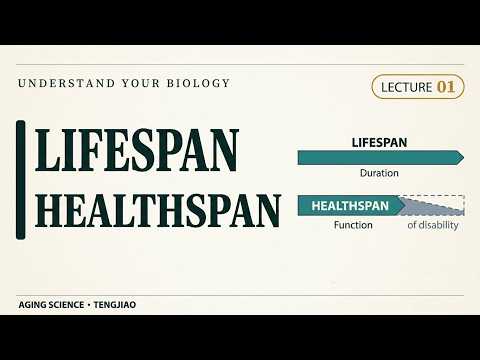 UNDERSTAND YOUR BIOLOGY
LECTURE 01
LIFESPAN
HEALTHSPAN
LIFESPAN
Duration
HEALTHSPAN
Function
of disability
AGING SCIENCE • TENGJIAO